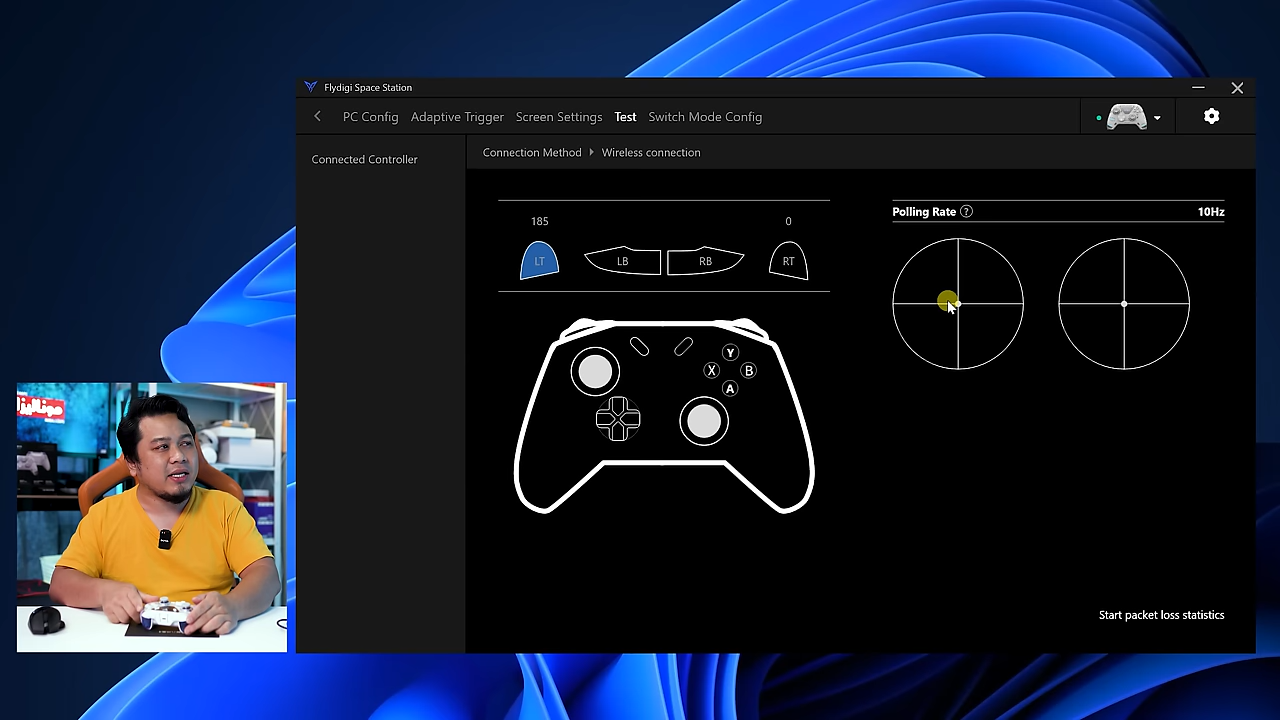 Flydigi Space Station
PC Config Adaptive Trigger Screen Settings Test Switch Mode Config
Connected Controller
Connection Method Wireless connection
185
0
LT LB RB RT
Polling Rate ? 10Hz
Y
X B
A
Start packet loss statistics